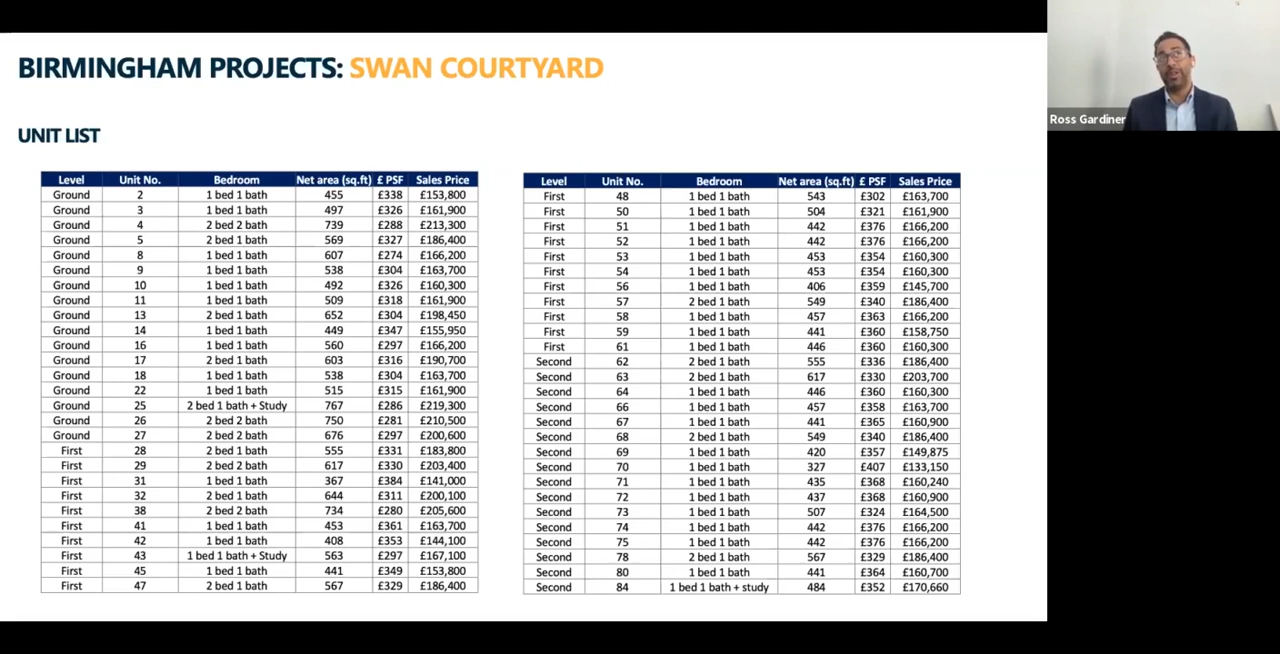 BIRMINGHAM PROJECTS: SWAN COURTYARD
Ross Gardiner
UNIT LIST
Level Unit No. Bedroom Net area (sq.ft) £ PSF Sales Price
Ground 2 1 bed 1 bath 455 £338 £153,800
Ground 3 1 bed 1 bath 497 £326 £161,900
Ground 4 2 bed 2 bath 739 £288 £213,300
Ground 5 2 bed 1 bath 569 £327 £186,400
Ground 8 1 bed 1 bath 607 £274 £166,200
Ground 9 1 bed 1 bath 538 £304 £163,700
Ground 10 1 bed 1 bath 492 £326 £160,300
Ground 11 1 bed 1 bath 509 £318 £161,900
Ground 13 2 bed 1 bath 652 £304 £198,450
Ground 14 1 bed 1 bath 449 £347 £155,950
Ground 16 1 bed 1 bath 560 £297 £166,200
Ground 17 2 bed 1 bath 603 £316 £190,700
Ground 18 1 bed 1 bath 538 £304 £163,700
Ground 22 1 bed 1 bath 515 £315 £161,900
Ground 25 2 bed 1 bath + Study 767 £286 £219,300
Ground 26 2 bed 2 bath 750 £281 £210,500
Ground 27 2 bed 2 bath 676 £297 £200,600
First 28 2 bed 1 bath 555 £331 £183,800
First 29 2 bed 2 bath 617 £330 £203,400
First 31 1 bed 1 bath 367 £384 £141,000
First 32 2 bed 2 bath 644 £311 £200,100
First 38 2 bed 2 bath 734 £280 £205,600
First 41 1 bed 1 bath 453 £361 £163,700
First 42 1 bed 1 bath 408 £353 £144,100
First 43 1 bed 1 bath + Study 563 £297 £167,100
First 45 1 bed 1 bath 441 £349 £153,800
First 47 2 bed 1 bath 567 £329 £186,400
Level Unit No. Bedroom Net area (sq.ft) £ PSF Sales Price
First 48 1 bed 1 bath 543 £302 £163,700
First 50 1 bed 1 bath 504 £321 £161,900
First 51 1 bed 1 bath 442 £376 £166,200
First 52 1 bed 1 bath 442 £376 £166,200
First 53 1 bed 1 bath 453 £354 £160,300
First 54 1 bed 1 bath 453 £354 £160,300
First 56 1 bed 1 bath 406 £359 £145,700
First 57 2 bed 1 bath 549 £340 £186,400
First 58 1 bed 1 bath 457 £363 £166,200
First 59 1 bed 1 bath 441 £360 £158,750
First 61 1 bed 1 bath 446 £360 £160,300
Second 62 2 bed 1 bath 555 £336 £186,400
Second 63 2 bed 1 bath 617 £330 £203,700
Second 64 1 bed 1 bath 446 £360 £160,300
Second 66 1 bed 1 bath 457 £358 £163,700
Second 67 1 bed 1 bath 441 £365 £160,900
Second 68 2 bed 1 bath 549 £340 £186,400
Second 69 1 bed 1 bath 420 £357 £149,875
Second 70 1 bed 1 bath 327 £407 £133,150
Second 71 1 bed 1 bath 435 £368 £160,240
Second 72 1 bed 1 bath 437 £368 £160,900
Second 73 1 bed 1 bath 507 £324 £164,500
Second 74 1 bed 1 bath 442 £376 £166,200
Second 75 1 bed 1 bath 442 £376 £166,200
Second 78 2 bed 1 bath 567 £329 £186,400
Second 80 1 bed 1 bath 441 £364 £160,700
Second 84 1 bed 1 bath + study 484 £352 £170,660